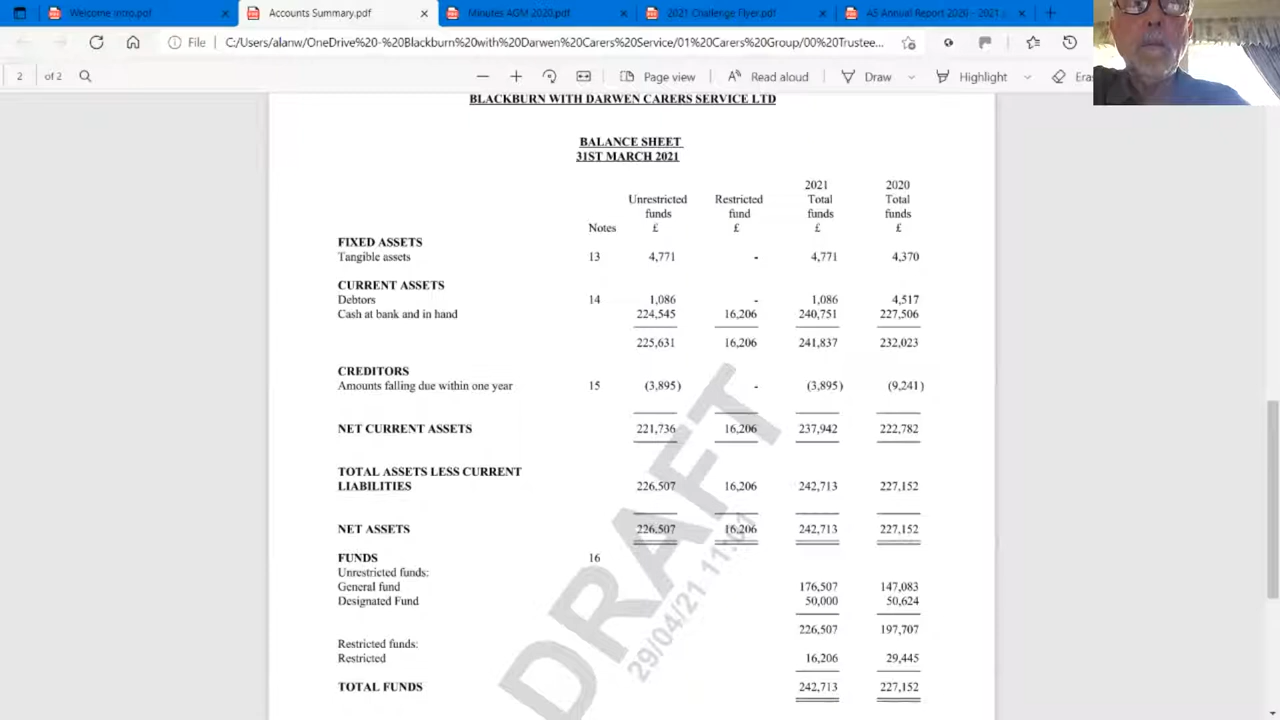 Welcome Intro.pdf
Accounts Summary.pdf
Minutes AGM 2020.pdf
2021 Challenge Flyer.pdf
AS Annual Report 2020 - 2021
File C:/Users/alanw/OneDrive%20-%20Blackburn%20with%20Darwen%20Carers%20Service/01%20Carers%20Group/00%20Trustee...
2 of 2 Page view Read aloud Draw Highlight
BLACKBURN WITH DARWEN CARERS SERVICE LTD
BALANCE SHEET
31ST MARCH 2021
2021 2020
Unrestricted Restricted Total Total
funds fund funds funds
Notes £ £ £ £
FIXED ASSETS
Tangible assets 13 4,771 - 4,771 4,370
CURRENT ASSETS
Debtors 14 1,086 - 1,086 4,517
Cash at bank and in hand 224,545 16,206 240,751 227,506
225,631 16,206 241,837 232,023
CREDITORS
Amounts falling due within one year 15 (3,895) - (3,895) (9,241)
NET CURRENT ASSETS 221,736 16,206 237,942 222,782
TOTAL ASSETS LESS CURRENT
LIABILITIES 226,507 16,206 242,713 227,152
NET ASSETS 226,507 16,206 242,713 227,152
FUNDS 16
Unrestricted funds:
General fund 176,507 147,083
Designated Fund 50,000 50,624
226,507 197,707
Restricted funds:
Restricted 16,206 29,445
TOTAL FUNDS 242,713 227,152
DRAFT
29/04/21 11:01